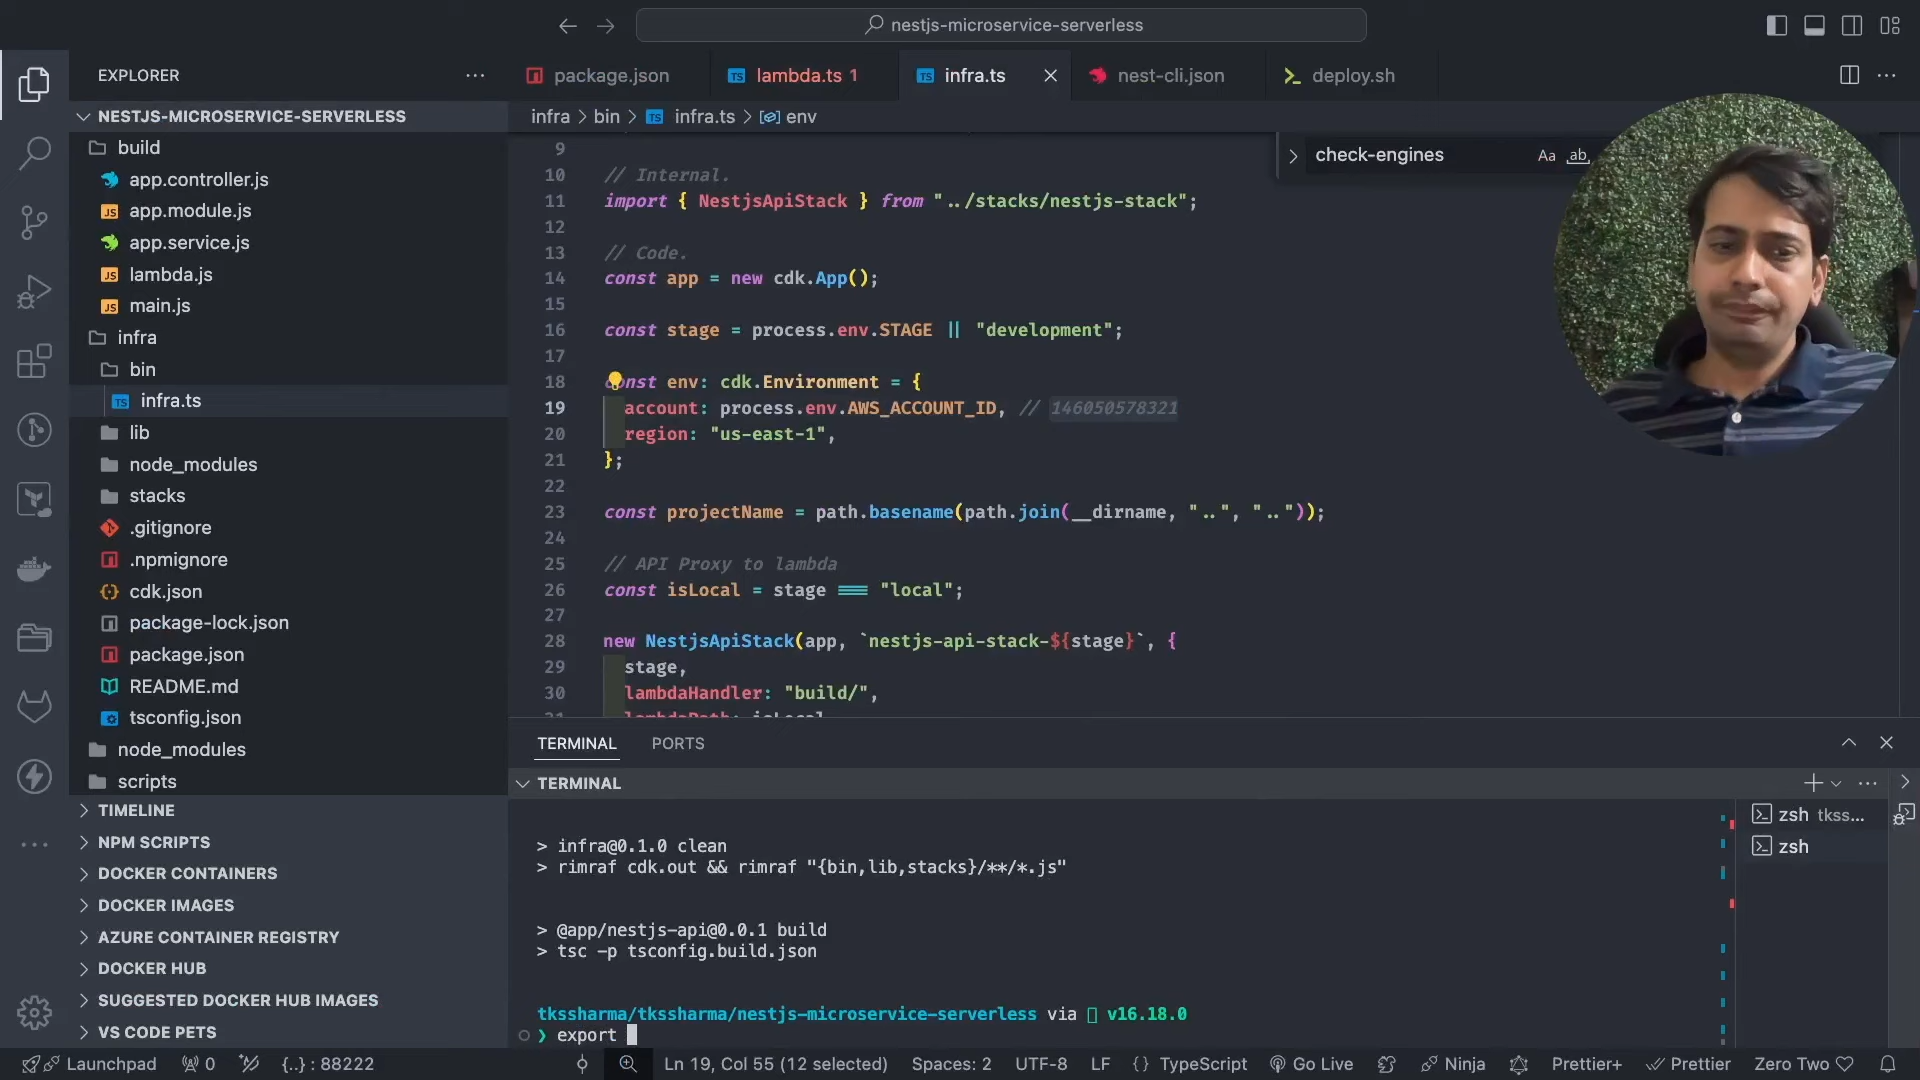 nestjs-microservice-serverless
EXPLORER
NESTJS-MICROSERVICE-SERVERLESS
build
app.controller.js
app.module.js
app.service.js
lambda.js
main.js
infra
bin
infra.ts
lib
node_modules
stacks
.gitignore
.npmignore
cdk.json
package-lock.json
package.json
README.md
tsconfig.json
node_modules
scripts
TIMELINE
NPM SCRIPTS
DOCKER CONTAINERS
DOCKER IMAGES
AZURE CONTAINER REGISTRY
DOCKER HUB
SUGGESTED DOCKER HUB IMAGES
VS CODE PETS
package.json
lambda.ts 1
infra.ts
nest-cli.json
deploy.sh
infra > bin > infra.ts > env
check-engines
Aa ab
9
10 // Internal.
11 import { NestjsApiStack } from "../stacks/nestjs-stack";
12
13 // Code.
14 const app = new cdk.App();
15
16 const stage = process.env.STAGE || "development";
17
18 const env: cdk.Environment = {
19 account: process.env.AWS_ACCOUNT_ID, // 146050578321
20 region: "us-east-1",
21 };
22
23 const projectName = path.basename(path.join(__dirname, "..", ".."));
24
25 // API Proxy to lambda
26 const isLocal = stage === "local";
27
28 new NestjsApiStack(app, `nestjs-api-stack-${stage}`, {
29 stage,
30 lambdaHandler: "build/",
31 lambdaPath: isLocal
TERMINAL
PORTS
TERMINAL
> infra@0.1.0 clean
> rimraf cdk.out && rimraf "{bin,lib,stacks}/**/*.js"
> @app/nestjs-api@0.0.1 build
> tsc -p tsconfig.build.json
tkssharma/tkssharma/nestjs-microservice-serverless via v16.18.0
❯ export
zsh tkss...
zsh
Launchpad
0
{..} : 88222
Ln 19, Col 55 (12 selected)
Spaces: 2
UTF-8
LF
{} TypeScript
Go Live
Ninja
Prettier+
Prettier
Zero Two